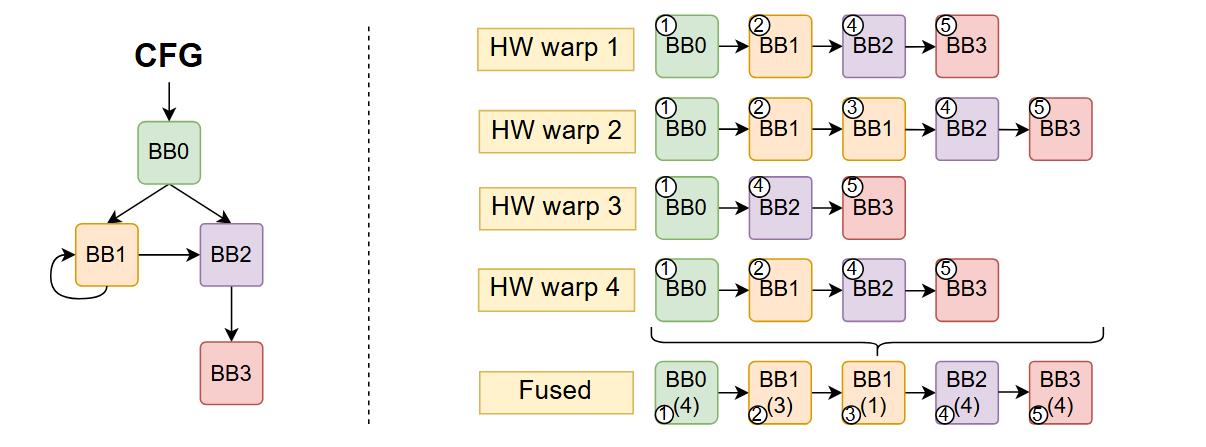 CFG
BB0
BB1
BB2
BB3
HW warp 1
1 2 4 5
BB0 BB1 BB2 BB3
HW warp 2
1 2 3 4 5
BB0 BB1 BB1 BB2 BB3
HW warp 3
1 4 5
BB0 BB2 BB3
HW warp 4
1 2 4 5
BB0 BB1 BB2 BB3
Fused
BB0 BB1 BB1 BB2 BB3
1 (4) 2 (3) 3 (1) 4 (4) 5 (4)